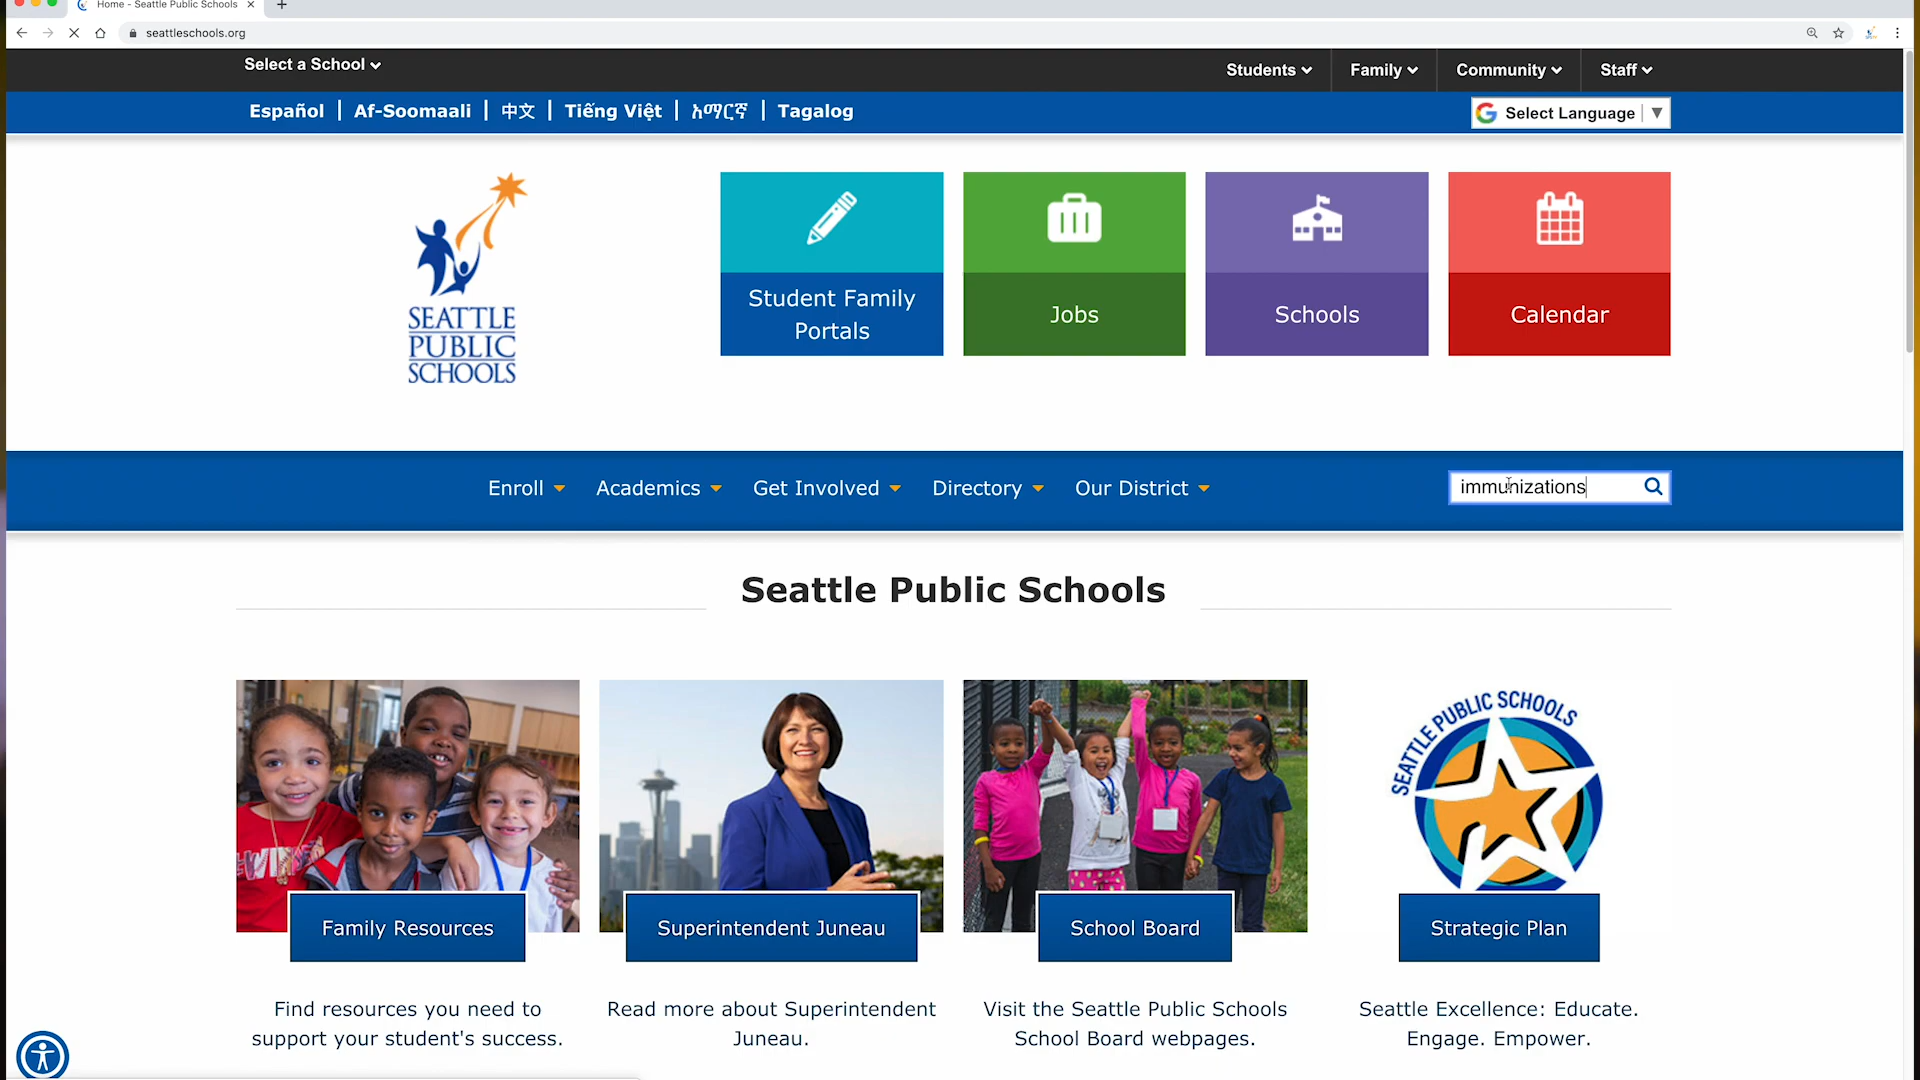 Home - Seattle Public Schools
seattleschools.org
Select a School
Students
Family
Community
Staff
Español | Af-Soomaali | 中文 | Tiếng Việt | አማርኛ | Tagalog
Select Language
SEATTLE
PUBLIC
SCHOOLS
Student Family
Portals
Jobs
Schools
Calendar
Enroll
Academics
Get Involved
Directory
Our District
immunizations
Seattle Public Schools
SEATTLE PUBLIC SCHOOLS
Family Resources
Superintendent Juneau
School Board
Strategic Plan
Find resources you need to
support your student's success.
Read more about Superintendent
Juneau.
Visit the Seattle Public Schools
School Board webpages.
Seattle Excellence: Educate.
Engage. Empower.